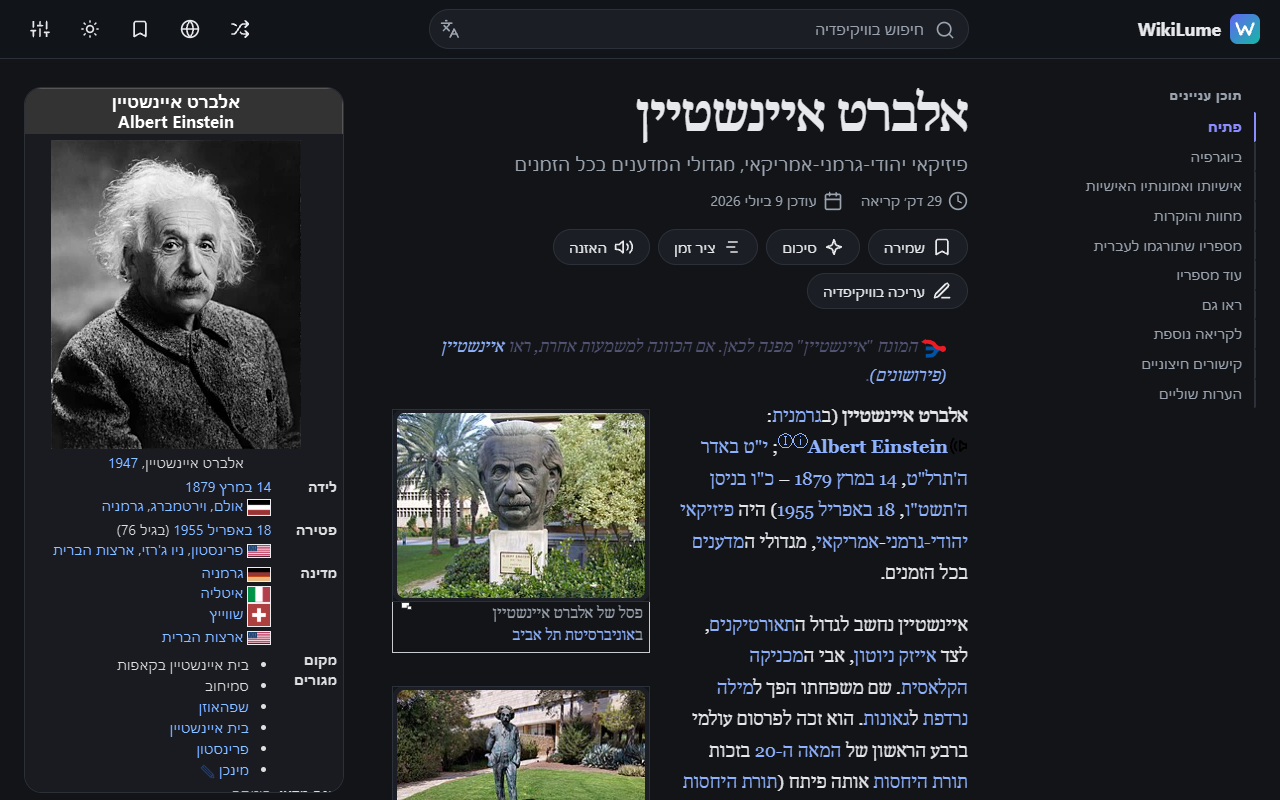 WikiLume
חיפוש בוויקיפדיה
תוכן עניינים
פתיח
ביוגרפיה
אישיותו ואמונותיו האישיות
מחוות והוקרות
מספריו שתורגמו לעברית
עוד מספריו
ראו גם
לקריאה נוספת
קישורים חיצוניים
הערות שוליים
אלברט איינשטיין
פיזיקאי יהודי-גרמני-אמריקאי, מגדולי המדענים בכל הזמנים
29 דק׳ קריאה
עודכן 9 ביולי 2026
שמירה
סיכום
ציר זמן
האזנה
עריכה בוויקיפדיה
המונח "איינשטיין" מפנה לכאן. אם הכוונה למשמעות אחרת, ראו איינשטיין
(פירושונים).
אלברט איינשטיין (בגרמנית:
Albert Einstein; י"ט באדר
ה'תרל"ט, 14 במרץ 1879 – כ"ו בניסן
ה'תשט"ו, 18 באפריל 1955) היה פיזיקאי
יהודי-גרמני-אמריקאי, מגדולי המדענים
בכל הזמנים.
פסל של אלברט איינשטיין
באוניברסיטת תל אביב
איינשטיין נחשב לגדול התאורטיקנים,
לצד אייזק ניוטון, אבי המכניקה
הקלאסית. שם משפחתו הפך למילה
נרדפת לגאונות. הוא זכה לפרסום עולמי
ברבע הראשון של המאה ה-20 בזכות
תורת היחסות אותה פיתח (תורת היחסות
אלברט איינשטיין
Albert Einstein
אלברט איינשטיין, 1947
לידה
14 במרץ 1879
אולם, וירטמברג, גרמניה
פטירה
18 באפריל 1955 (בגיל 76)
פרינסטון, ניו ג'רזי, ארצות הברית
מדינה
גרמניה
איטליה
שווייץ
ארצות הברית
מקום מגורים
בית איינשטיין בקאפות
סמיחוב
שפהאוזן
בית איינשטיין
פרינסטון
מינכן